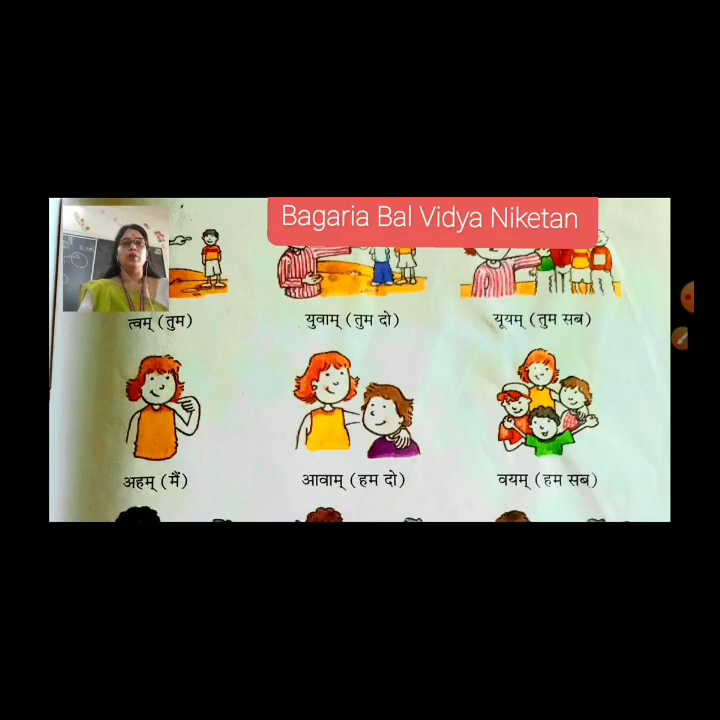 Bagaria Bal Vidya Niketan
त्वम् (तुम) युवाम् (तुम दो) यूयम् (तुम सब)
अहम् (मैं) आवाम् (हम दो) वयम् (हम सब)